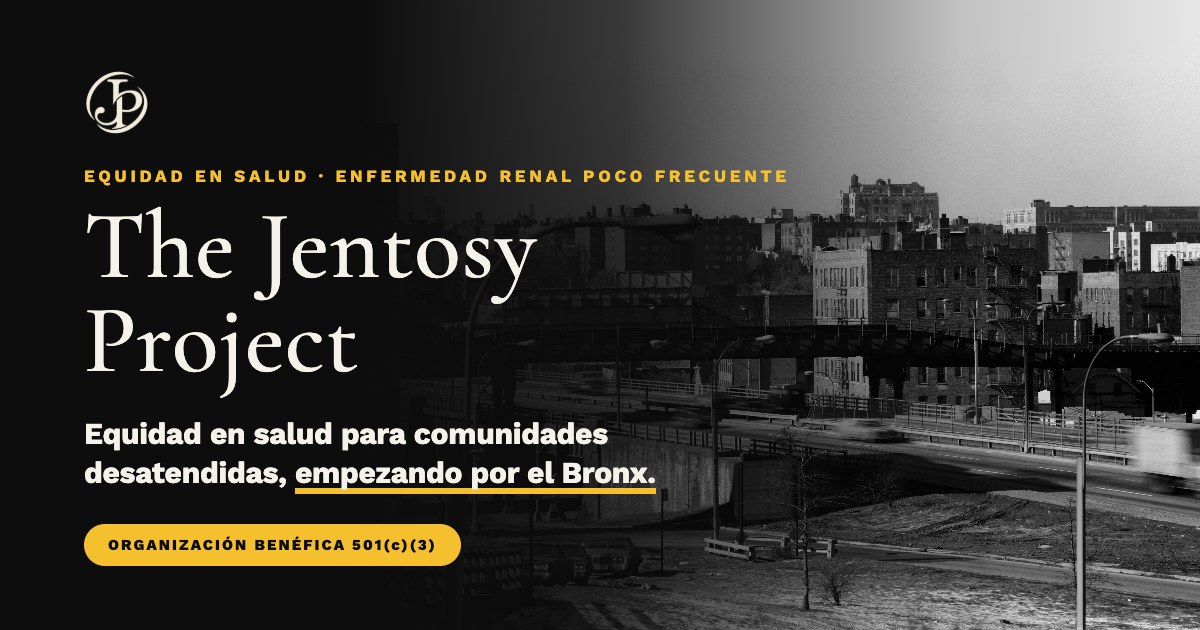 JP
EQUIDAD EN SALUD · ENFERMEDAD RENAL POCO FRECUENTE
The Jentosy
Project
Equidad en salud para comunidades
desatendidas, empezando por el Bronx.
ORGANIZACIÓN BENÉFICA 501(c)(3)